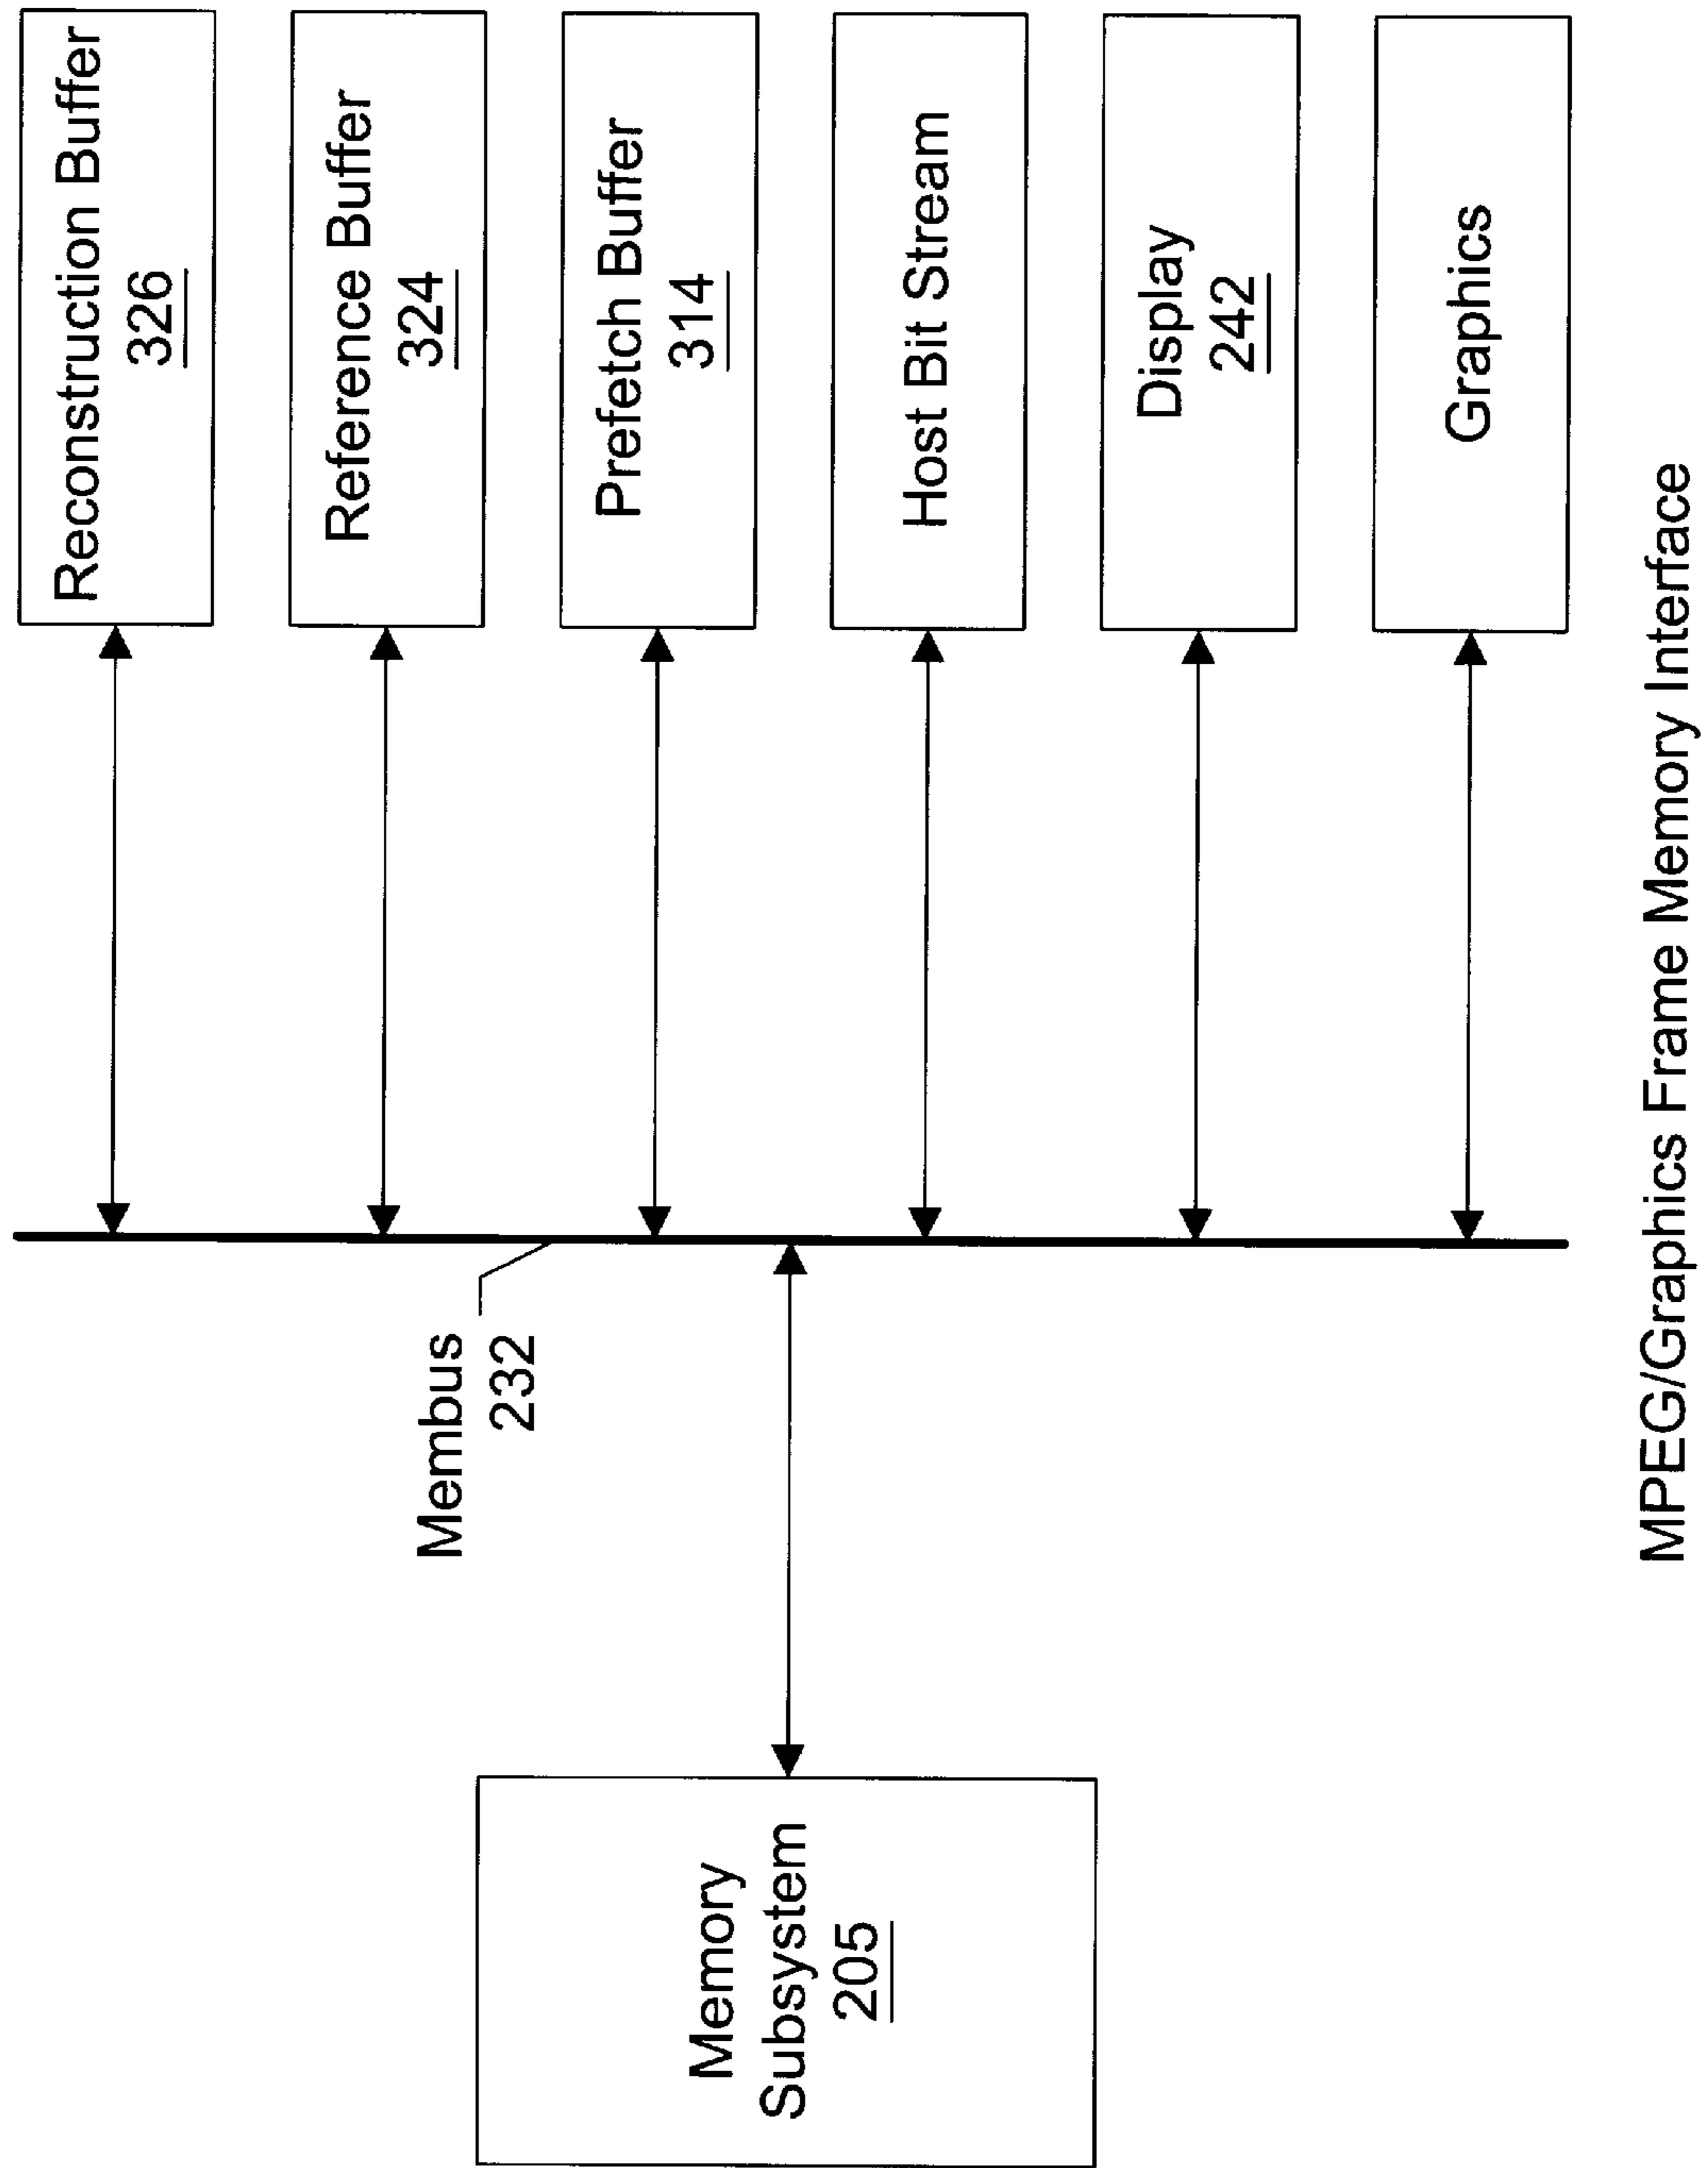 Memory
Subsystem
205
Membus
232
Reconstruction Buffer
326
Reference Buffer
324
Prefetch Buffer
314
Host Bit Stream
Display
242
Graphics
MPEG/Graphics Frame Memory Interface